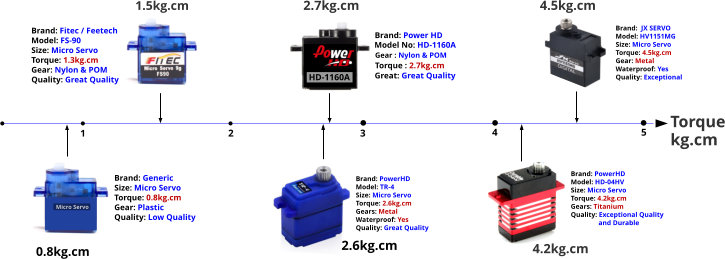 1.5kg.cm
2.7kg.cm
4.5kg.cm
Brand: Fitec / Feetech
Model: FS-90
Size: Micro Servo
Torque: 1.3kg.cm
Gear: Nylon & POM
Quality: Great Quality
FITEC
Micro Servo 9g
FS90
Power
HD-1160A
Brand: Power HD
Model No: HD-1160A
Gear : Nylon & POM
Torque : 2.7kg.cm
Great: Great Quality
Brand: JX SERVO
Model: HV1151MG
Size: Micro Servo
Torque: 4.5kg.cm
Gear: Metal
Waterproof: Yes
Quality: Exceptional
1
2
3
4
5
Torque
kg.cm
Micro Servo
Brand: Generic
Size: Micro Servo
Torque: 0.8kg.cm
Gear: Plastic
Quality: Low Quality
TR-4
Brand: PowerHD
Model: TR-4
Size: Micro Servo
Torque: 2.6kg.cm
Gears: Metal
Waterproof: Yes
Quality: Great Quality
Brand: PowerHD
Model: HD-04HV
Size: Micro Servo
Torque: 4.2kg.cm
Gears: Titanium
Quality: Exceptional Quality
and Durable
0.8kg.cm
2.6kg.cm
4.2kg.cm